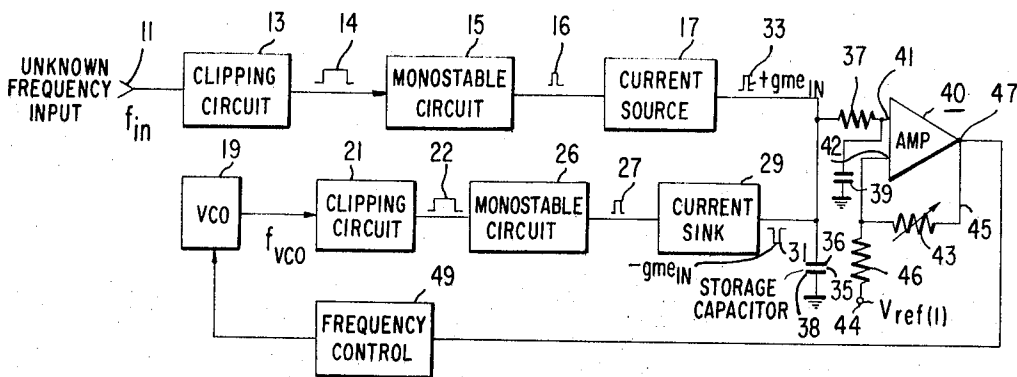 11
13
14
15
16
17
33
37
41
40
47
UNKNOWN
FREQUENCY
INPUT
f in
CLIPPING
CIRCUIT
MONOSTABLE
CIRCUIT
CURRENT
SOURCE
+gme IN
AMP
42
39
19
21
22
26
27
29
VCO
f VCO
CLIPPING
CIRCUIT
MONOSTABLE
CIRCUIT
CURRENT
SINK
-gme IN
31
36
35
38
STORAGE
CAPACITOR
45
43
46
44
Vref(1)
49
FREQUENCY
CONTROL